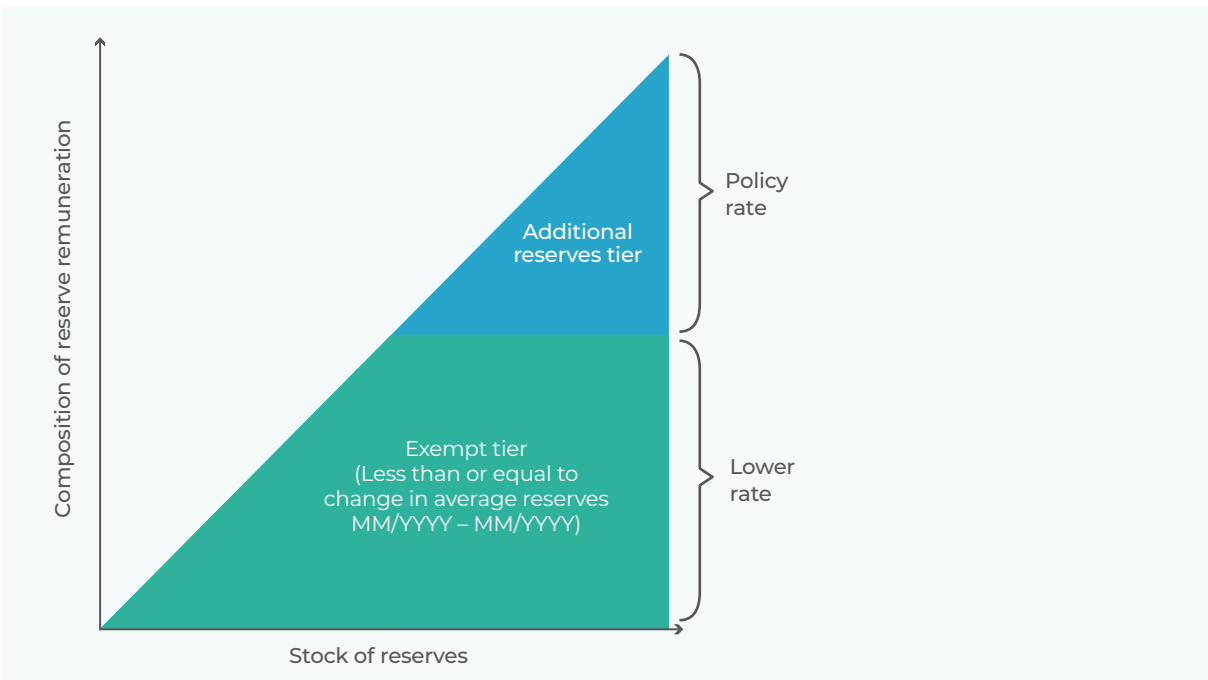 Composition of reserve remuneration
Additional
reserves tier
Policy
rate
Exempt tier
(Less than or equal to
change in average reserves
MM/YYYY – MM/YYYY)
Lower
rate
Stock of reserves